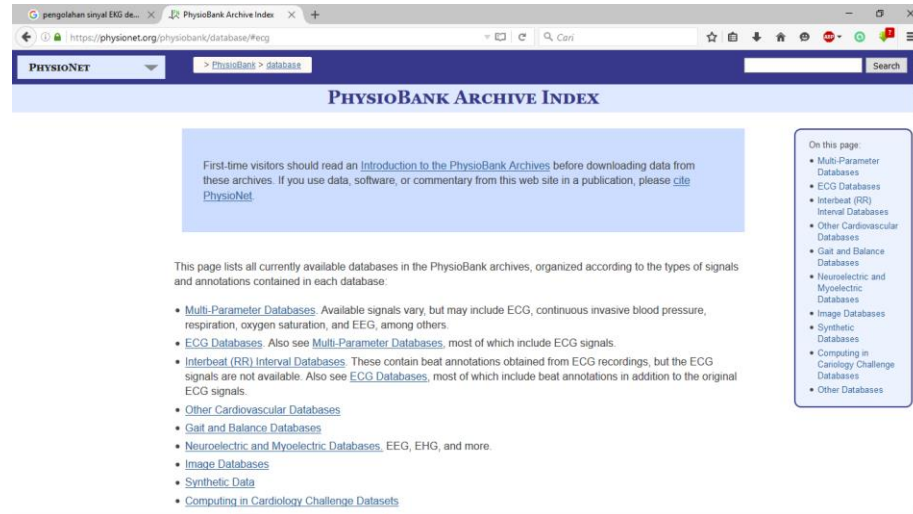 pengolahan sinyal EKG de...
PhysioBank Archive Index
https://physionet.org/physiobank/database/#ecg
Cari
PHYSIONET
> PhysioBank > database
Search
PHYSIOBANK ARCHIVE INDEX
First-time visitors should read an Introduction to the PhysioBank Archives before downloading data from
these archives. If you use data, software, or commentary from this web site in a publication, please cite
PhysioNet.
This page lists all currently available databases in the PhysioBank archives, organized according to the types of signals
and annotations contained in each database:
• Multi-Parameter Databases. Available signals vary, but may include ECG, continuous invasive blood pressure,
respiration, oxygen saturation, and EEG, among others.
• ECG Databases. Also see Multi-Parameter Databases, most of which include ECG signals.
• Interbeat (RR) Interval Databases. These contain beat annotations obtained from ECG recordings, but the ECG
signals are not available. Also see ECG Databases, most of which include beat annotations in addition to the original
ECG signals.
• Other Cardiovascular Databases
• Gait and Balance Databases
• Neuroelectric and Myoelectric Databases. EEG, EHG, and more.
• Image Databases
• Synthetic Data
• Computing in Cardiology Challenge Datasets
On this page:
• Multi-Parameter
Databases
• ECG Databases
• Interbeat (RR)
Interval Databases
• Other Cardiovascular
Databases
• Gait and Balance
Databases
• Neuroelectric and
Myoelectric
Databases
• Image Databases
• Synthetic
Databases
• Computing in
Cariology Challenge
Databases
• Other Databases